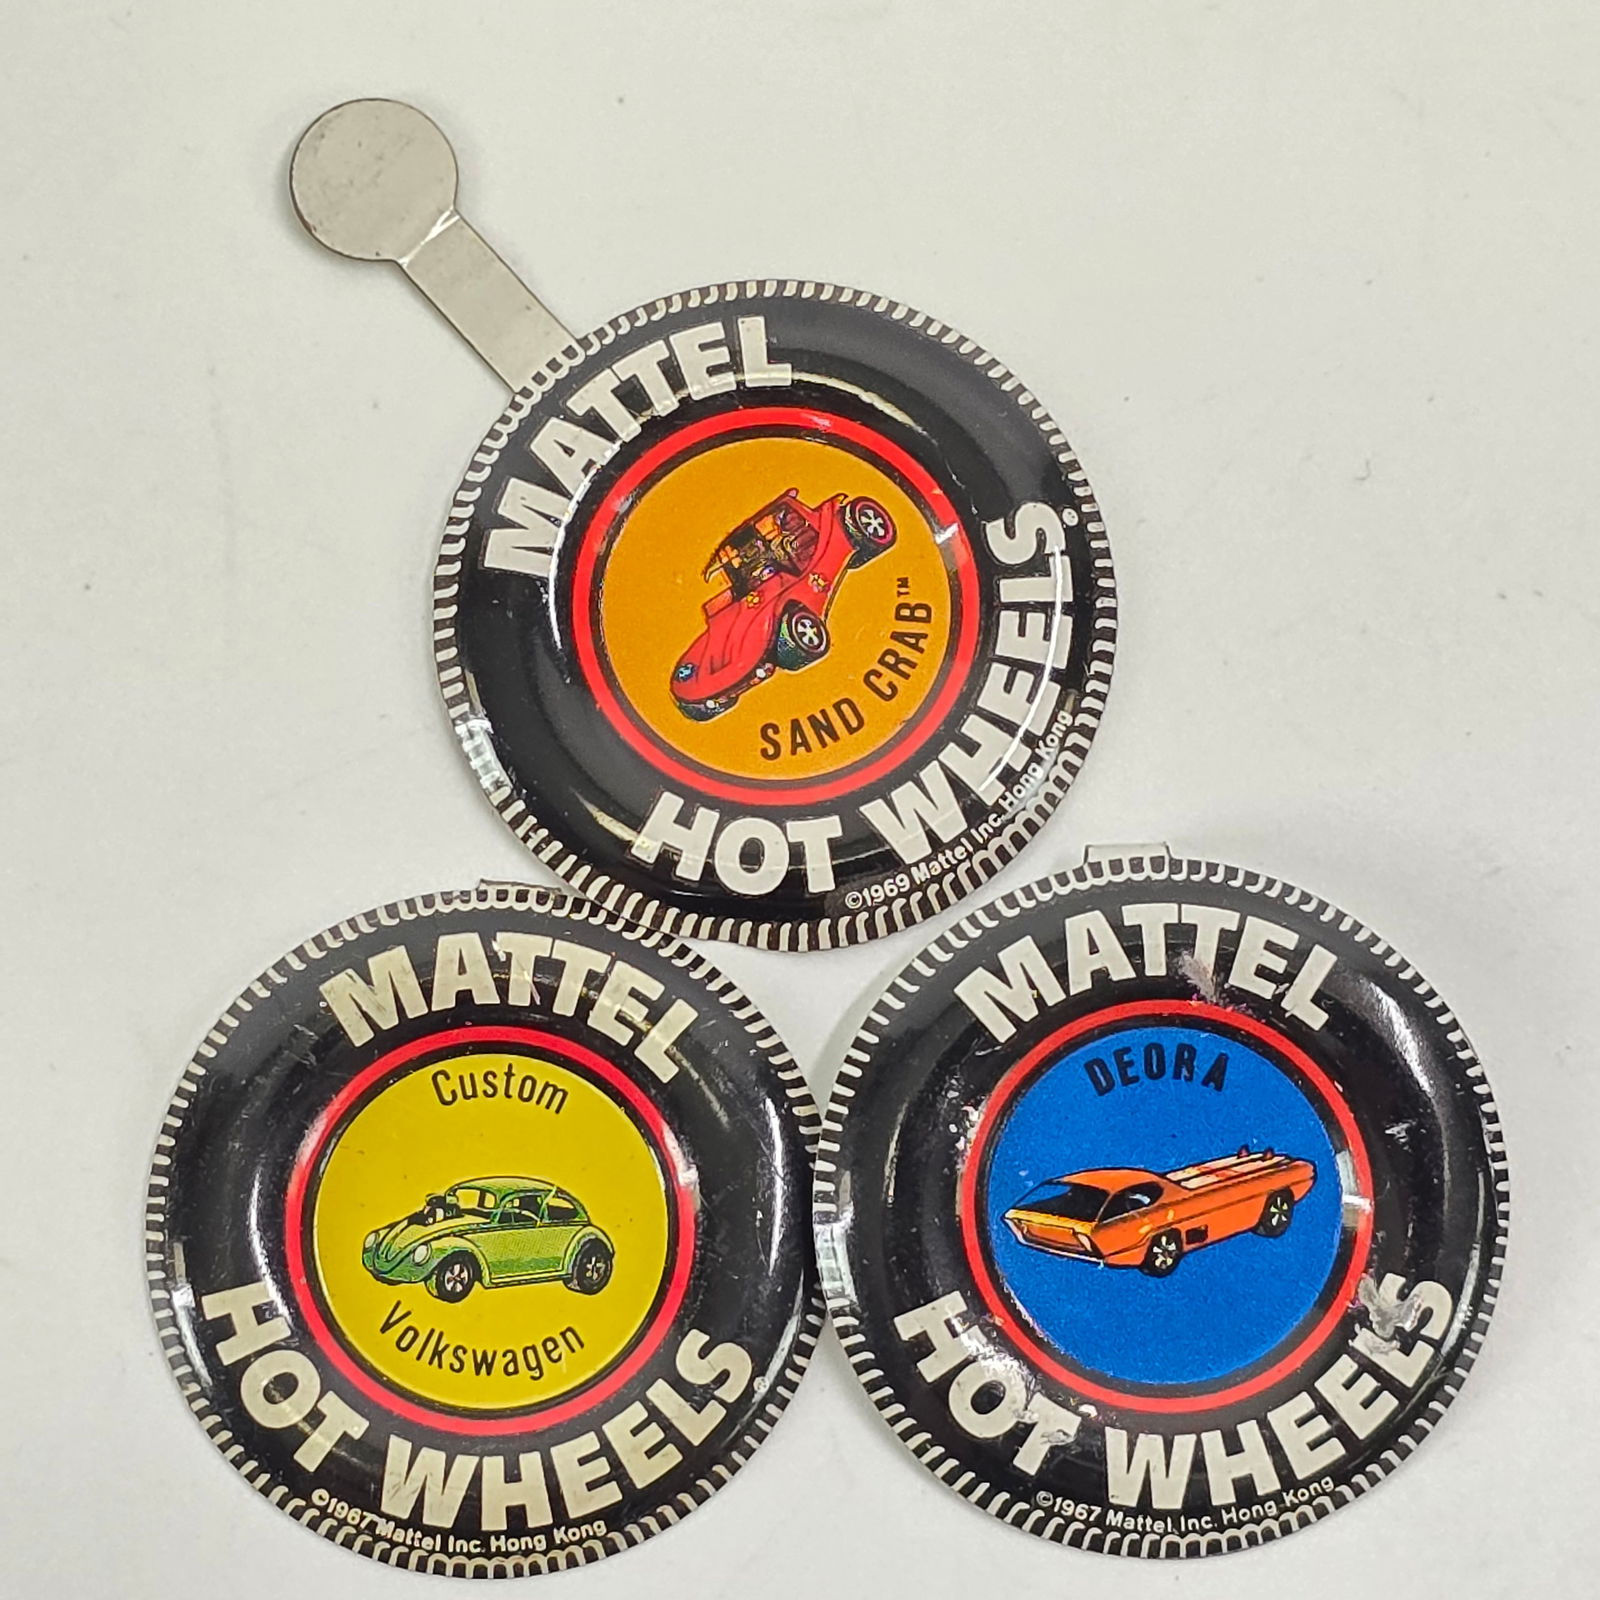 MATTEL
SAND CRAB™
HOT WHEELS®
©1969 Mattel Inc. Hong Kong
MATTEL
Custom
Volkswagen
HOT WHEELS®
©1967 Mattel Inc. Hong Kong
MATTEL
DEORA
HOT WHEELS
©1967 Mattel Inc. Hong Kong